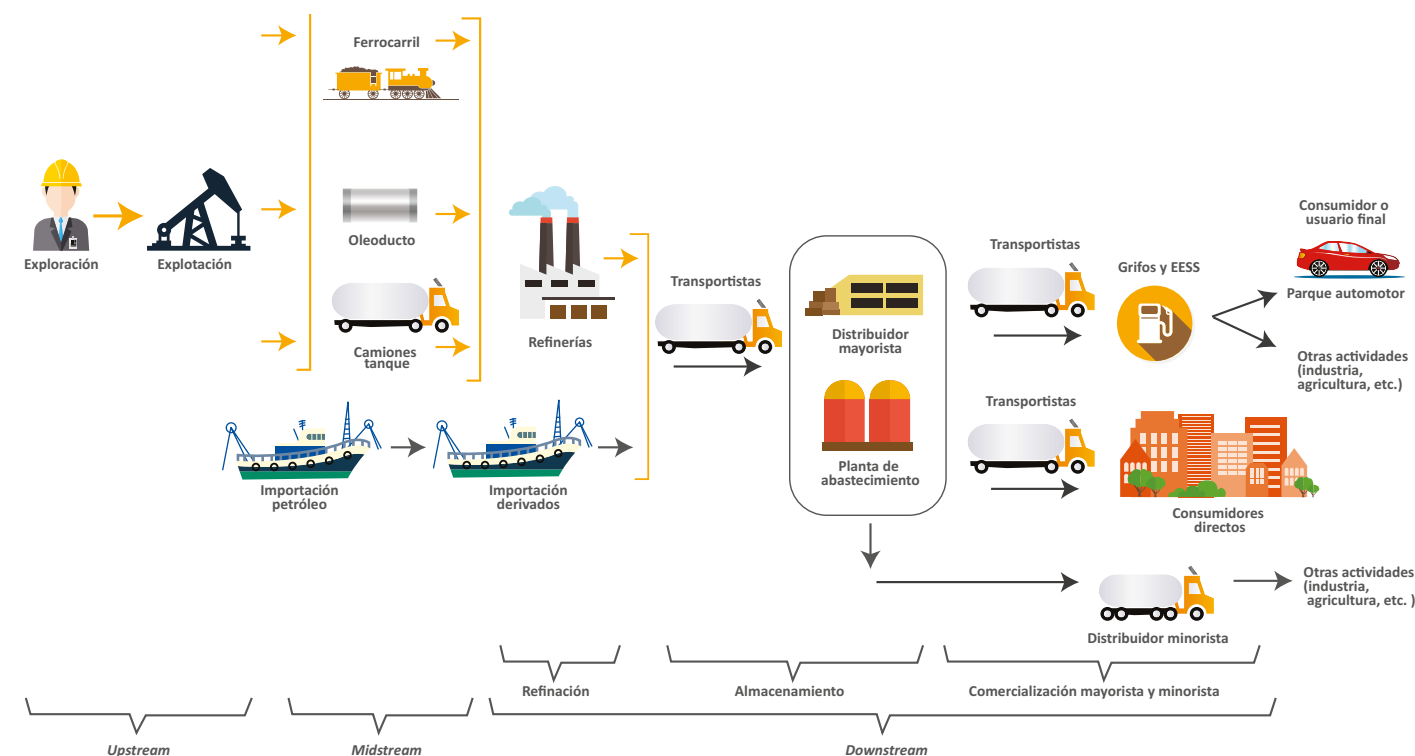 Ferrocarril
Exploración
Explotación
Oleoducto
Camiones
tanque
Importación
petróleo
Importación
derivados
Refinerías
Transportistas
Distribuidor
mayorista
Planta de
abastecimiento
Transportistas
Grifos y EESS
Consumidor o
usuario final
Parque automotor
Otras actividades
(industria,
agricultura, etc.)
Transportistas
Consumidores
directos
Distribuidor minorista
Otras actividades
(industria,
agricultura, etc. )
Refinación
Almacenamiento
Comercialización mayorista y minorista
Upstream
Midstream
Downstream